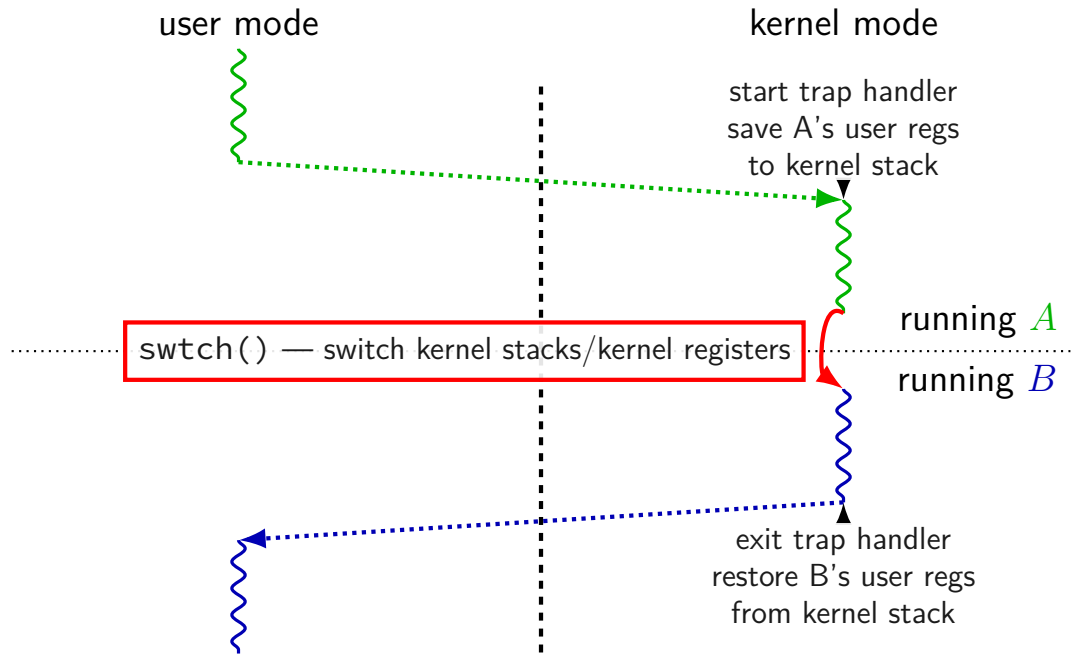 user mode
kernel mode
start trap handler
save A's user regs
to kernel stack
running A
swtch() — switch kernel stacks/kernel registers
running B
exit trap handler
restore B's user regs
from kernel stack